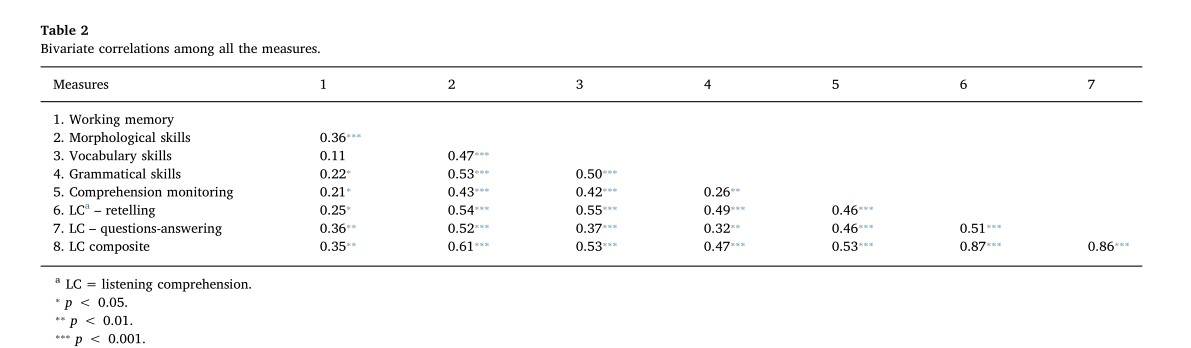 Table 2
Bivariate correlations among all the measures.
Measures 1 2 3 4 5 6 7
1. Working memory
2. Morphological skills 0.36***
3. Vocabulary skills 0.11 0.47***
4. Grammatical skills 0.22* 0.53*** 0.50***
5. Comprehension monitoring 0.21* 0.43*** 0.42*** 0.26**
6. LCa – retelling 0.25* 0.54*** 0.55*** 0.49*** 0.46***
7. LC – questions-answering 0.36** 0.52*** 0.37*** 0.32** 0.46*** 0.51***
8. LC composite 0.35** 0.61*** 0.53*** 0.47*** 0.53*** 0.87*** 0.86***
a LC = listening comprehension.
* p < 0.05.
** p < 0.01.
*** p < 0.001.